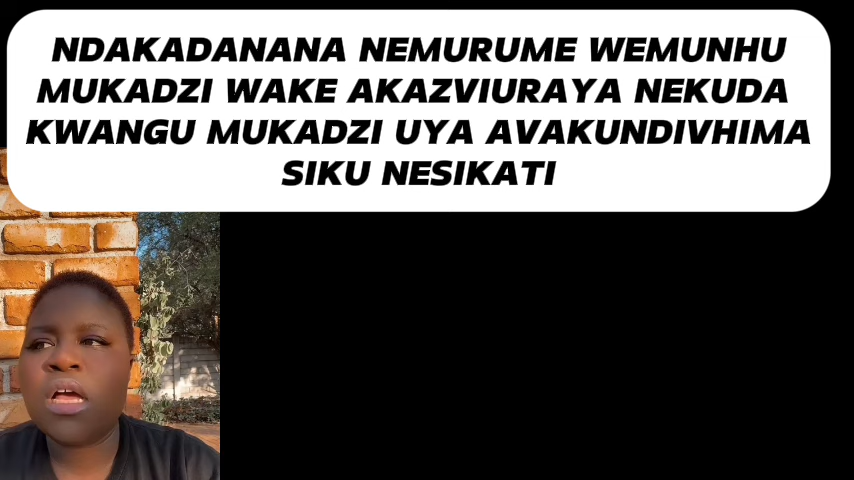 NDAKADANANA NEMURUME WEMUNHU
MUKADZI WAKE AKAZVIURAYA NEKUDA
KWANGU MUKADZI UYA AVAKUNDIVHIMA
SIKU NESIKATI